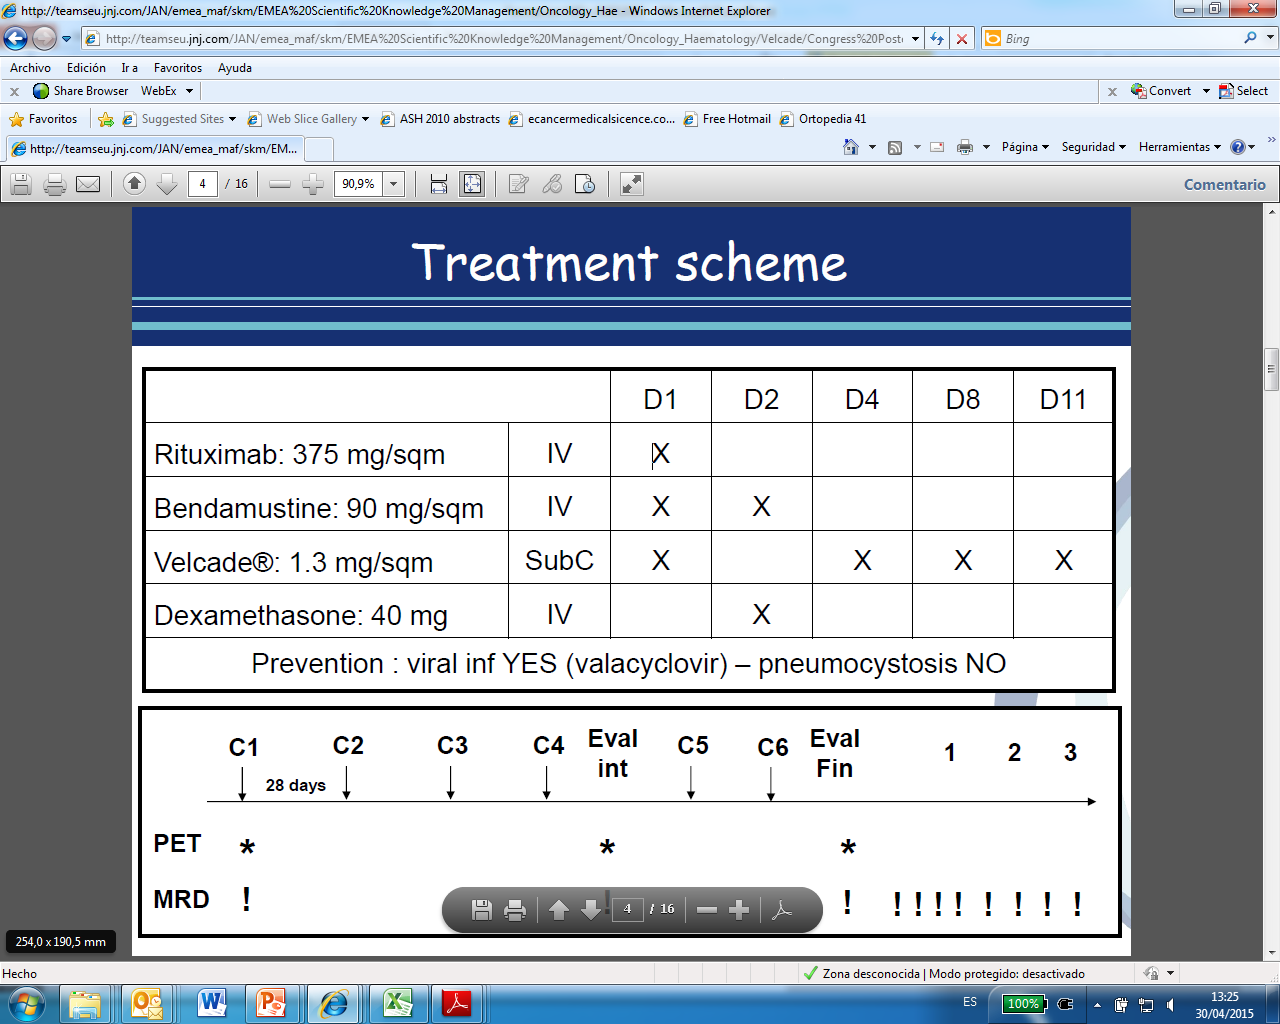 http://teamseu.jnj.com/JAN/emea_maf/skm/EMEA%20Scientific%20Knowledge%20Management/Oncology_Hae - Windows Internet Explorer
http://teamseu.jnj.com/JAN/emea_maf/skm/EMEA%20Scientific%20Knowledge%20Management/Oncology_Haematology/Velcade/Congress%20Poste
Bing
Archivo Edición Ir a Favoritos Ayuda
x Share Browser WebEx x Convert Select
Favoritos Suggested Sites Web Slice Gallery ASH 2010 abstracts ecancermedicalsicence.co... Free Hotmail Ortopedia 41
http://teamseu.jnj.com/JAN/emea_maf/skm/EM... Página Seguridad Herramientas
4 / 16 90,9% Comentario
Treatment scheme
D1 D2 D4 D8 D11
Rituximab: 375 mg/sqm IV X
Bendamustine: 90 mg/sqm IV X X
Velcade®: 1.3 mg/sqm SubC X X X X
Dexamethasone: 40 mg IV X
Prevention : viral inf YES (valacyclovir) – pneumocystosis NO
C1 C2 C3 C4 Eval int C5 C6 Eval Fin 1 2 3
28 days
PET * * *
MRD ! ! ! ! ! ! ! ! ! ! !
4 / 16
254,0 x 190,5 mm
Hecho Zona desconocida | Modo protegido: desactivado
ES 100% 13:25
30/04/2015